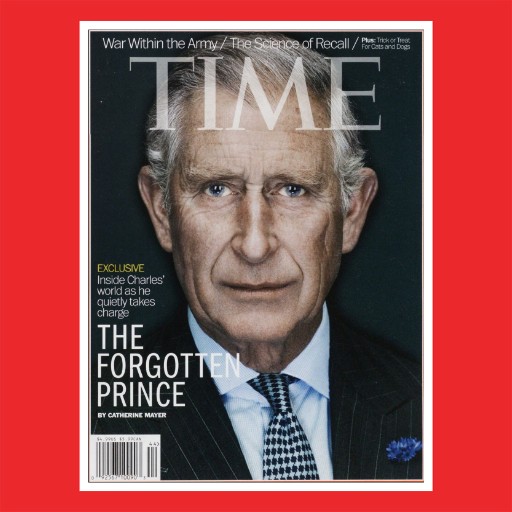 War Within the Army / The Science of Recall / Plus: Trick or Treat
For Cats and Dogs
TIME
EXCLUSIVE
Inside Charles'
world as he
quietly takes
charge
THE
FORGOTTEN
PRINCE
BY CATHERINE MAYER